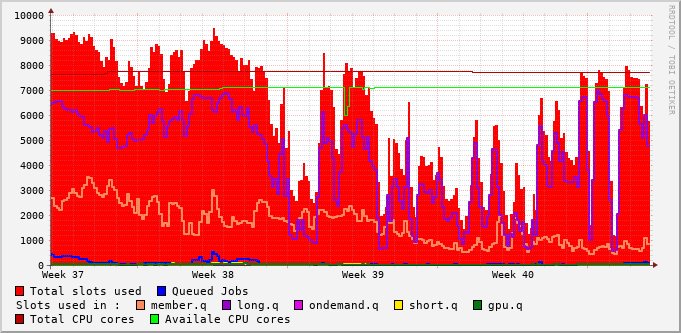 10000
9000
8000
7000
6000
5000
4000
3000
2000
1000
0
Week 37 Week 38 Week 39 Week 40
Total slots used Queued Jobs
Slots used in : member.q long.q ondemand.q short.q gpu.q
Total CPU cores Availale CPU cores
RRDTOOL / TOBI OETIKER